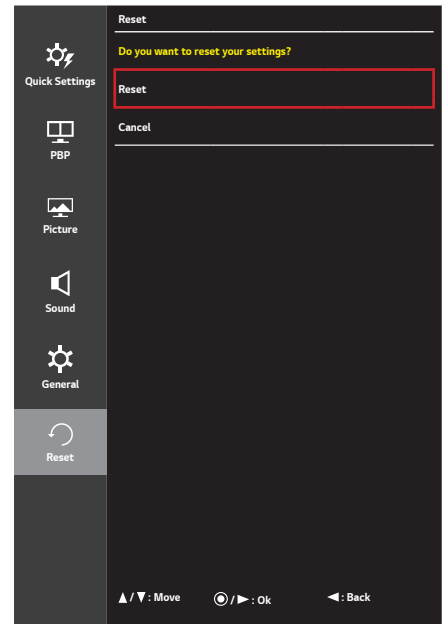 Reset
Do you want to reset your settings?
Reset
Cancel
Quick Settings
PBP
Picture
Sound
General
Reset
▲/▼: Move
◉/►: Ok
◄: Back